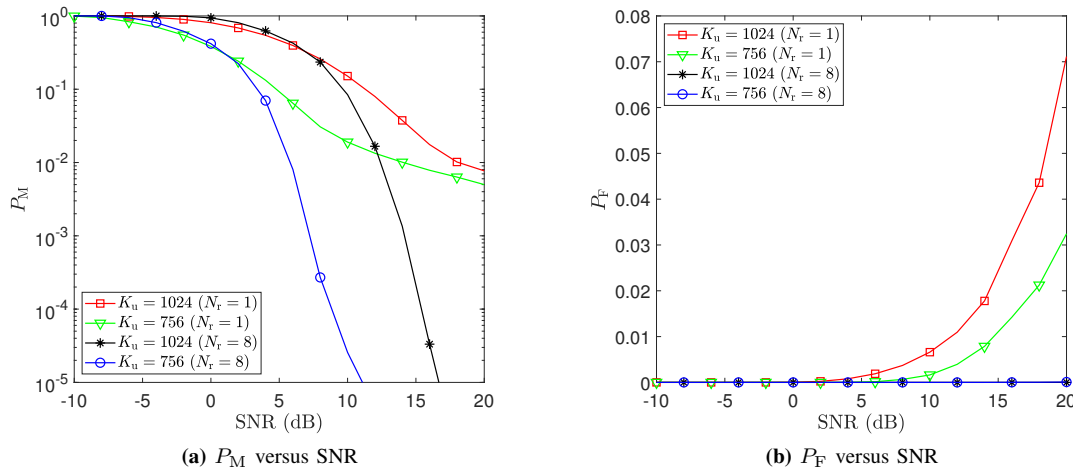 10^0
10^-1
10^-2
10^-3
10^-4
10^-5
P_M
K_u = 1024 (N_r = 1)
K_u = 756 (N_r = 1)
K_u = 1024 (N_r = 8)
K_u = 756 (N_r = 8)
-10 -5 0 5 10 15 20
SNR (dB)
(a) P_M versus SNR
0.08
0.07
0.06
0.05
0.04
0.03
0.02
0.01
0
P_F
K_u = 1024 (N_r = 1)
K_u = 756 (N_r = 1)
K_u = 1024 (N_r = 8)
K_u = 756 (N_r = 8)
-10 -5 0 5 10 15 20
SNR (dB)
(b) P_F versus SNR